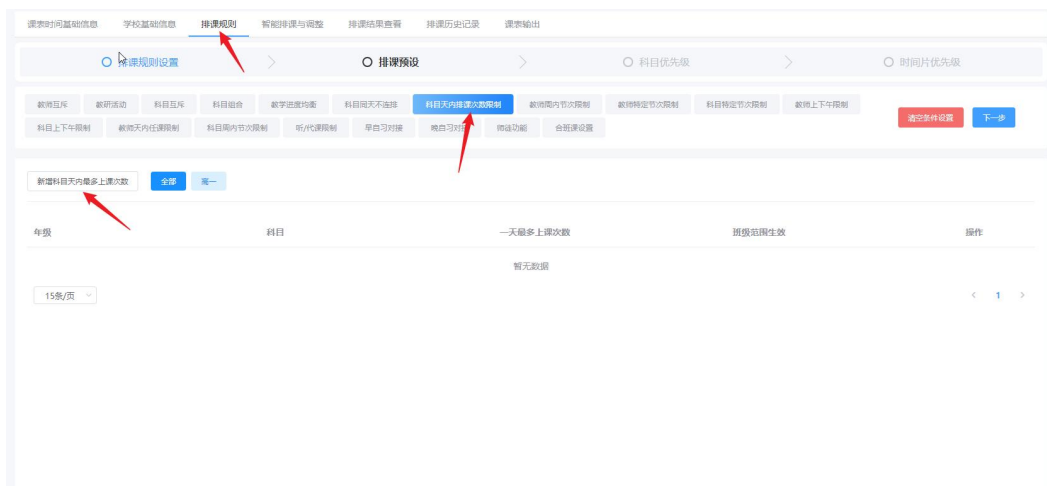 课表时间基础信息 学校基础信息 排课规则 智能排课与调整 排课结果查看 排课历史记录 课表输出
排课规则设置 排课预设 科目优先级 时间片优先级
教师互斥 教研活动 科目互斥 科目组合 教学进度均衡 科目同天不连排 科目天内排课次数限制 教师周内节次限制 教师特定节次限制 科目特定节次限制 教师上下午限制
清空条件设置 下一步
科目上下午限制 教师天内任课限制 科目周内节次限制 听/代课限制 早自习对接 晚自习对接 师徒功能 合班课设置
新增科目天内最多上课次数 全部 高一
年级 科目 一天最多上课次数 班级范围生效 操作
暂无数据
15条/页 < 1 >